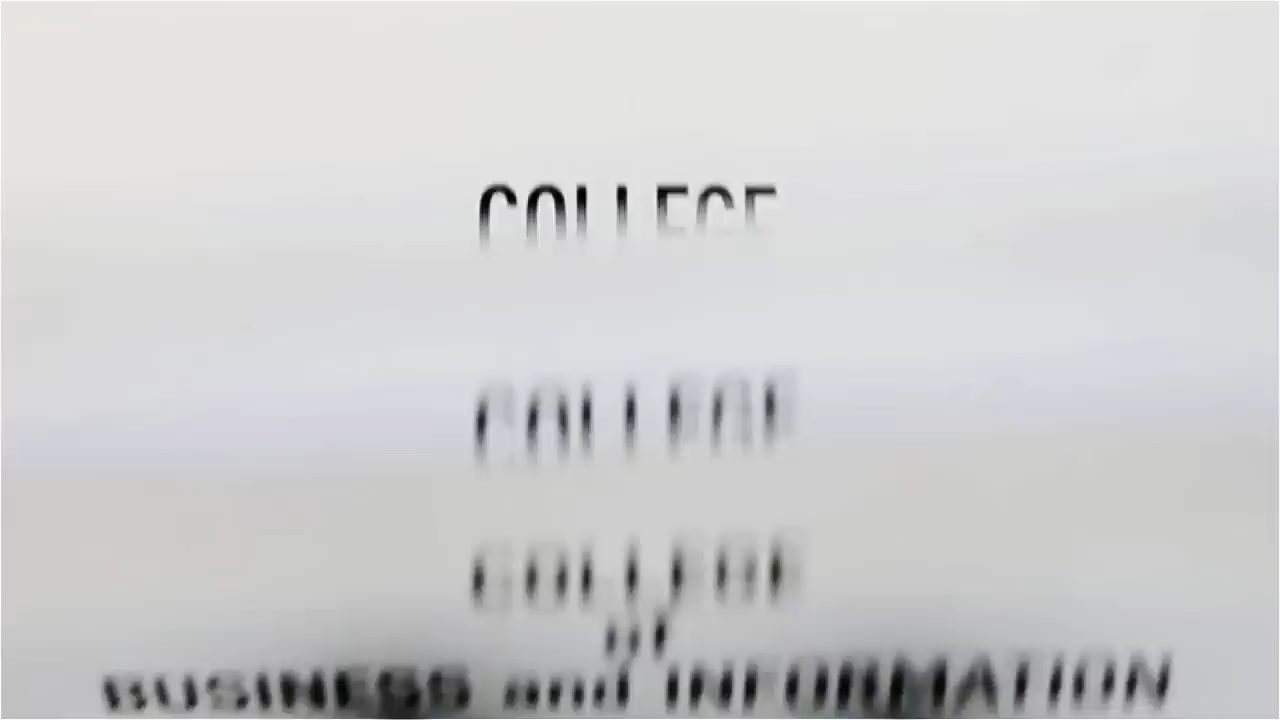 COLLEGE
COLLEGE
COLLEGE
of
BUSINESS and INFORMATION